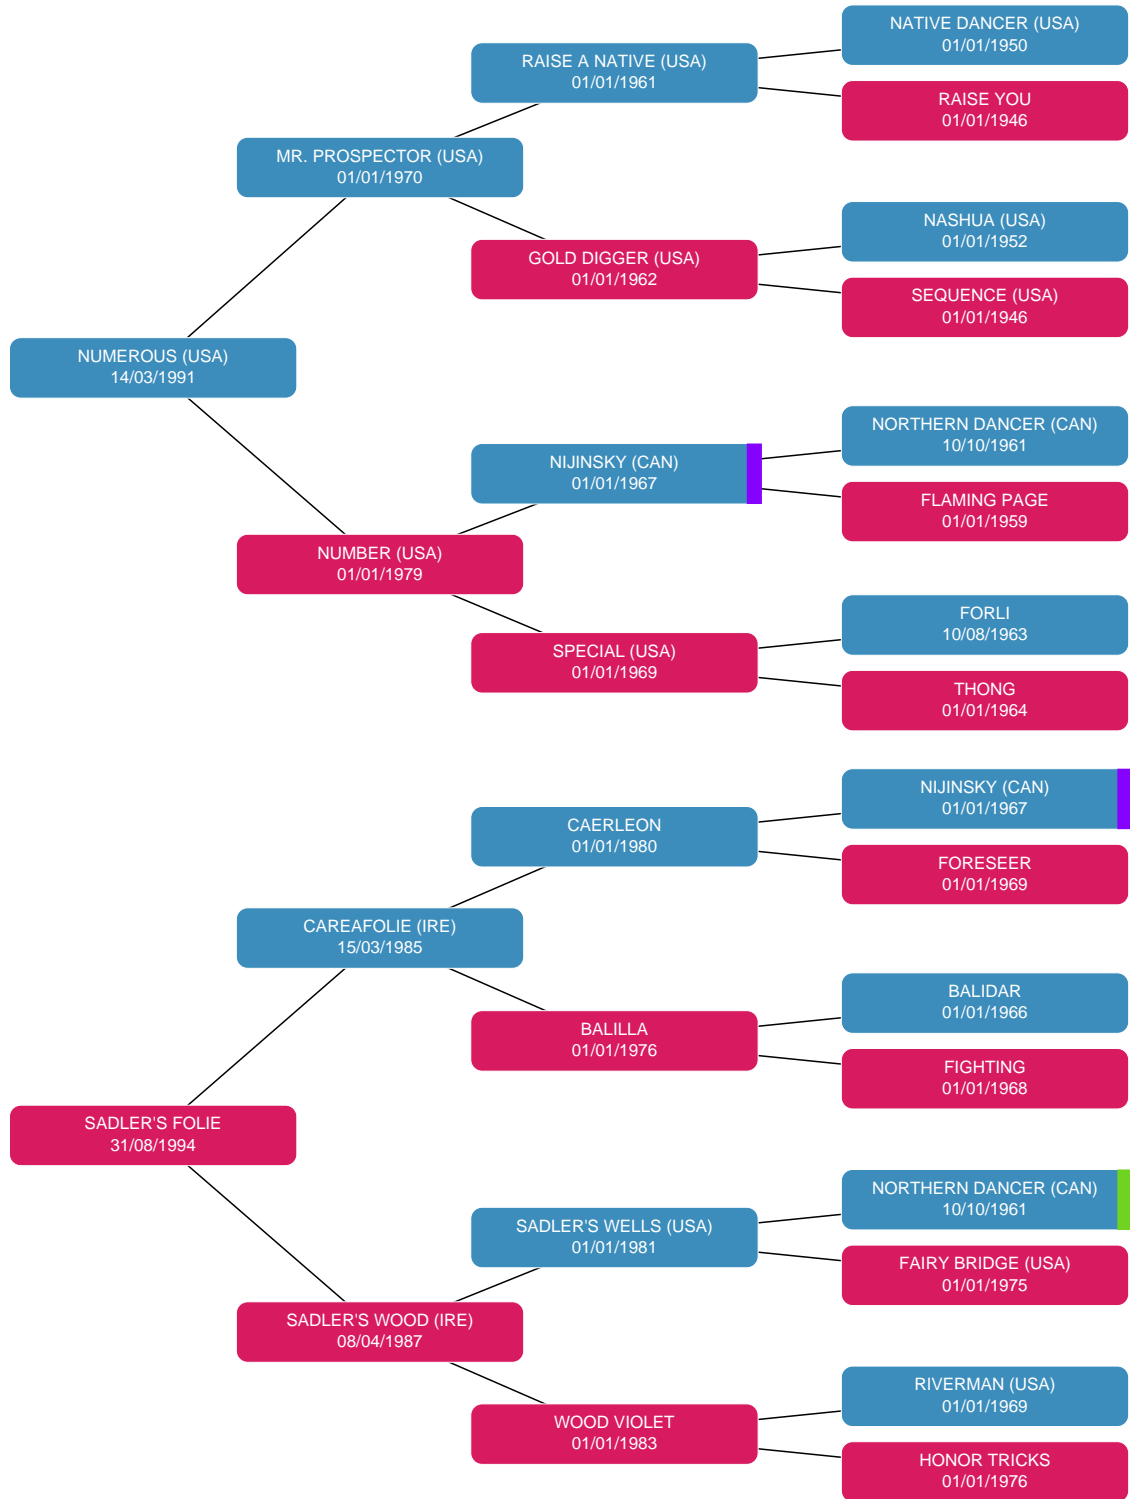 NATIVE DANCER (USA)
01/01/1950
RAISE A NATIVE (USA)
01/01/1961
RAISE YOU
01/01/1946
MR. PROSPECTOR (USA)
01/01/1970
NASHUA (USA)
01/01/1952
GOLD DIGGER (USA)
01/01/1962
SEQUENCE (USA)
01/01/1946
NUMEROUS (USA)
14/03/1991
NORTHERN DANCER (CAN)
10/10/1961
NIJINSKY (CAN)
01/01/1967
FLAMING PAGE
01/01/1959
NUMBER (USA)
01/01/1979
FORLI
10/08/1963
SPECIAL (USA)
01/01/1969
THONG
01/01/1964
NIJINSKY (CAN)
01/01/1967
CAERLEON
01/01/1980
FORESEER
01/01/1969
CAREAFOLIE (IRE)
15/03/1985
BALIDAR
01/01/1966
BALILLA
01/01/1976
FIGHTING
01/01/1968
SADLER'S FOLIE
31/08/1994
NORTHERN DANCER (CAN)
10/10/1961
SADLER'S WELLS (USA)
01/01/1981
FAIRY BRIDGE (USA)
01/01/1975
SADLER'S WOOD (IRE)
08/04/1987
RIVERMAN (USA)
01/01/1969
WOOD VIOLET
01/01/1983
HONOR TRICKS
01/01/1976